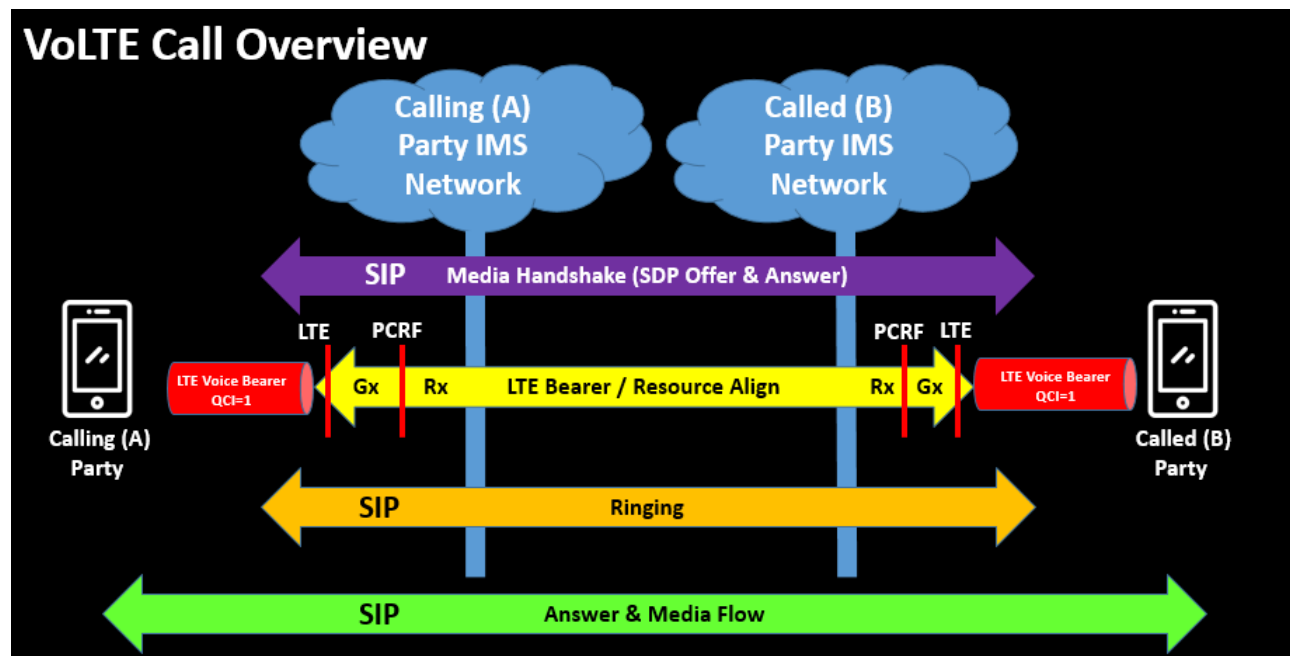 VoLTE Call Overview
Calling (A)
Party IMS
Network
Called (B)
Party IMS
Network
SIP Media Handshake (SDP Offer & Answer)
LTE PCRF PCRF LTE
LTE Voice Bearer
QCI=1
Gx Rx LTE Bearer / Resource Align Rx Gx
LTE Voice Bearer
QCI=1
Calling (A)
Party
Called (B)
Party
SIP Ringing
SIP Answer & Media Flow